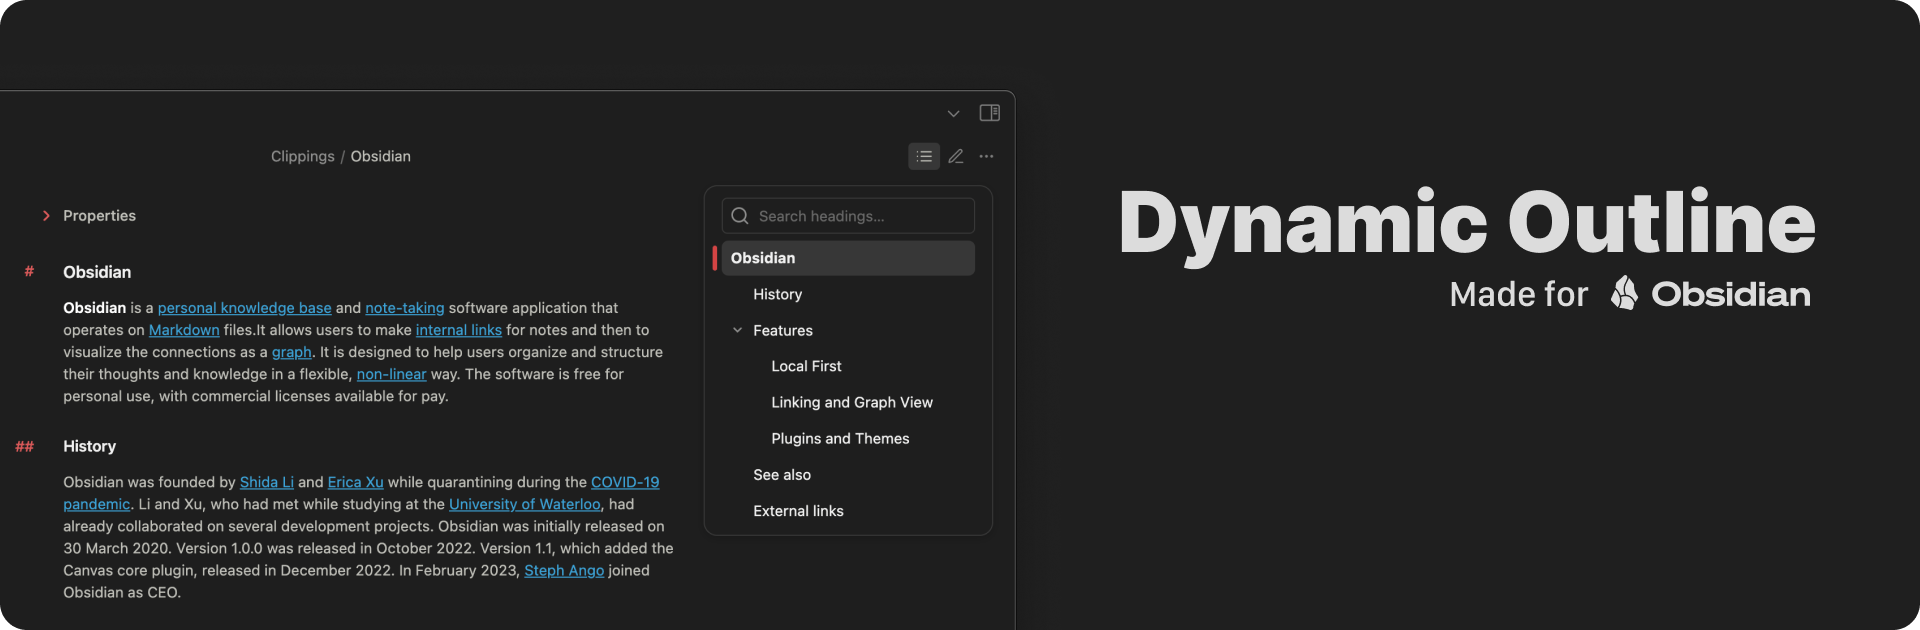 Clippings / Obsidian
Properties
# Obsidian
Obsidian is a personal knowledge base and note-taking software application that
operates on Markdown files.It allows users to make internal links for notes and then to
visualize the connections as a graph. It is designed to help users organize and structure
their thoughts and knowledge in a flexible, non-linear way. The software is free for
personal use, with commercial licenses available for pay.
## History
Obsidian was founded by Shida Li and Erica Xu while quarantining during the COVID-19
pandemic. Li and Xu, who had met while studying at the University of Waterloo, had
already collaborated on several development projects. Obsidian was initially released on
30 March 2020. Version 1.0.0 was released in October 2022. Version 1.1, which added the
Canvas core plugin, released in December 2022. In February 2023, Steph Ango joined
Obsidian as CEO.
Search headings...
Obsidian
History
Features
Local First
Linking and Graph View
Plugins and Themes
See also
External links
Dynamic Outline
Made for Obsidian